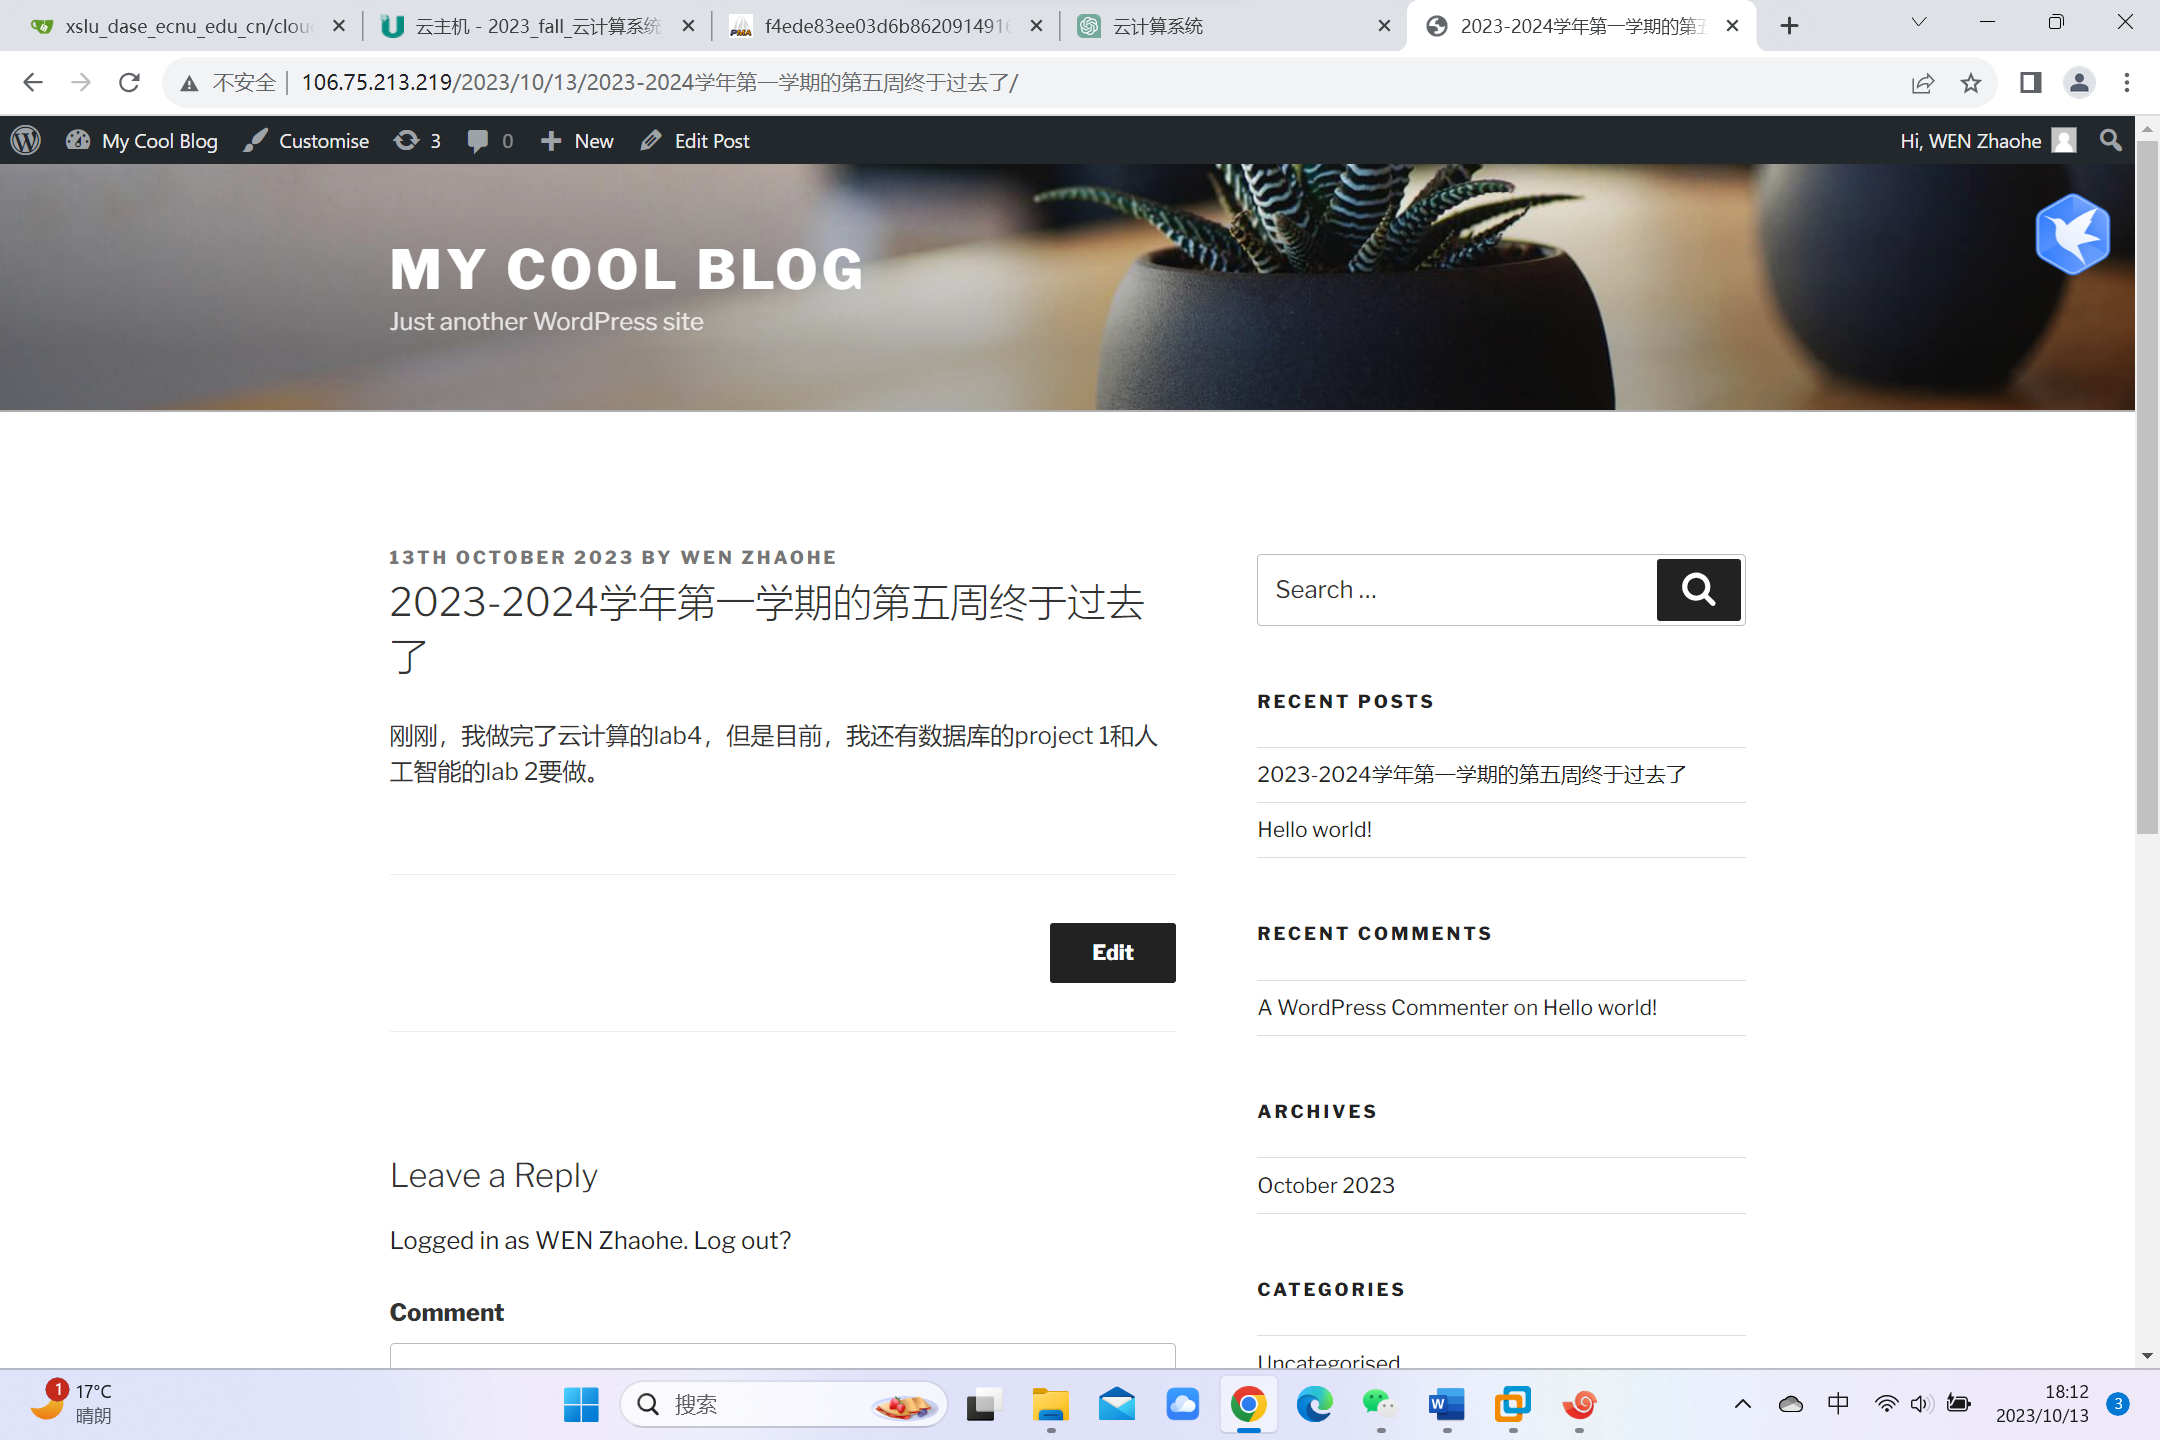 xslu_dase_ecnu_edu_cn/clou
云主机 - 2023_fall_云计算系统
f4ede83ee03d6b8620914916
云计算系统
2023-2024学年第一学期的第五
不安全
106.75.213.219/2023/10/13/2023-2024学年第一学期的第五周终于过去了/
My Cool Blog
Customise
3
0
New
Edit Post
Hi, WEN Zhaohe
MY COOL BLOG
Just another WordPress site
13TH OCTOBER 2023 BY WEN ZHAOHE
2023-2024学年第一学期的第五周终于过去
了
刚刚，我做完了云计算的lab4，但是目前，我还有数据库的project 1和人
工智能的lab 2要做。
Edit
Leave a Reply
Logged in as WEN Zhaohe. Log out?
Comment
Search …
RECENT POSTS
2023-2024学年第一学期的第五周终于过去了
Hello world!
RECENT COMMENTS
A WordPress Commenter on Hello world!
ARCHIVES
October 2023
CATEGORIES
Uncategorised
1
17°C
晴朗
搜索
中
18:12
2023/10/13
3